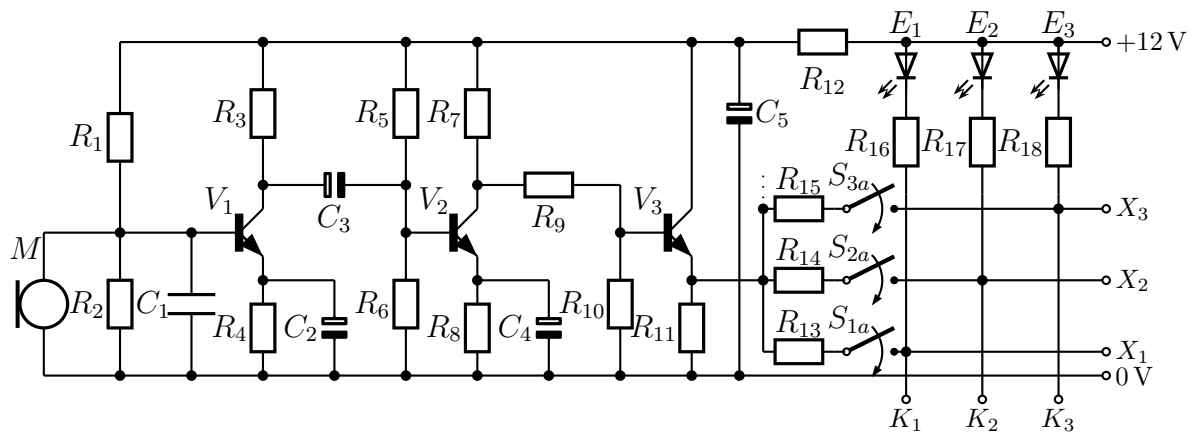 E₁ E₂ E₃
+12 V
R₁₂
R₁ R₃ R₅ R₇ C₅
R₁₆ R₁₇ R₁₈
V₁ C₃ V₂ R₉ V₃ R₁₅ S₃ₐ X₃
M R₂ C₁ R₄ C₂ R₆ R₈ C₄ R₁₀ R₁₁ R₁₄ S₂ₐ X₂
R₁₃ S₁ₐ X₁
0 V
K₁ K₂ K₃